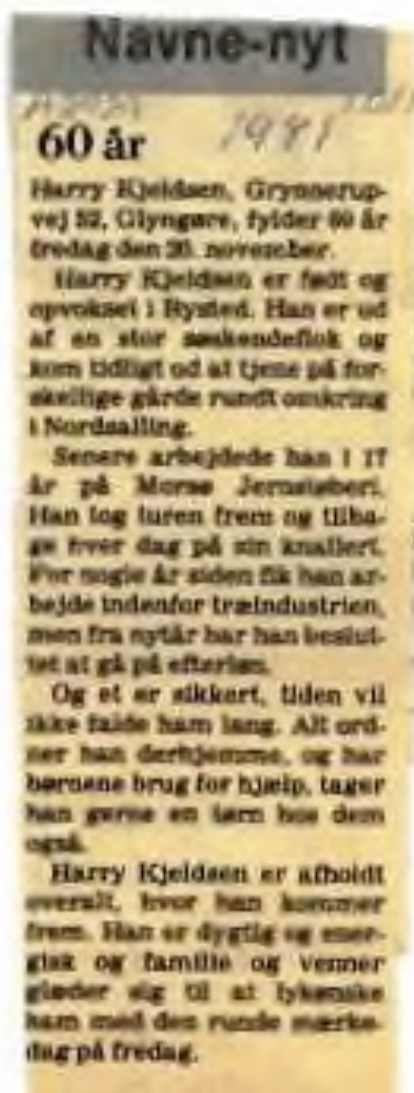 Navne-nyt
1981
60 år
Harry Kjeldsen, Grynnerup-
vej 52, Glyngøre, fylder 60 år
fredag den november.
Harry Kjeldsen er født og
opvokset i Rysted. Han er ud
af en stor søskendeflok og
kom tidligt ud at tjene på for-
skellige gårde rundt omkring
i Nordsalling.
Senere arbejdede han i 17
år på Morsø Jernstøberi.
Han tog turen frem og tilba-
ge hver dag på sin knallert.
For nogle år siden fik han ar-
bejde indenfor træindustrien,
men fra nytår har han beslut-
tet at gå på efterløn.
Og et er sikkert, tiden vil
ikke falde ham lang. Alt ord-
ner han derhjemme, og har
børnene brug for hjælp, tager
han gerne en tørn hos dem
også.
Harry Kjeldsen er afholdt
overalt, hvor han kommer
frem. Han er dygtig og ener-
gisk og familie og venner
glæder sig til at lykønske
ham med den runde mærke-
dag på fredag.